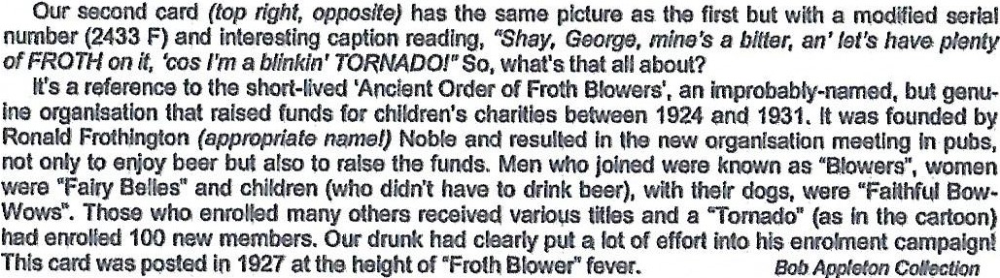 Our second card (top right, opposite) has the same picture as the first but with a modified serial
number (2433 F) and interesting caption reading, "Shay, George, mine's a bitter, an' let's have plenty
of FROTH on it, 'cos I'm a blinkin' TORNADO!" So, what's that all about?
It's a reference to the short-lived 'Ancient Order of Froth Blowers', an improbably-named, but genu-
ine organisation that raised funds for children's charities between 1924 and 1931. It was founded by
Ronald Frothington (appropriate name!) Noble and resulted in the new organisation meeting in pubs,
not only to enjoy beer but also to raise the funds. Men who joined were known as "Blowers", women
were "Fairy Belles" and children (who didn't have to drink beer), with their dogs, were "Faithful Bow-
Wows". Those who enrolled many others received various titles and a "Tornado" (as in the cartoon)
had enrolled 100 new members. Our drunk had clearly put a lot of effort into his enrolment campaign!
This card was posted in 1927 at the height of "Froth Blower" fever. Bob Appleton Collection